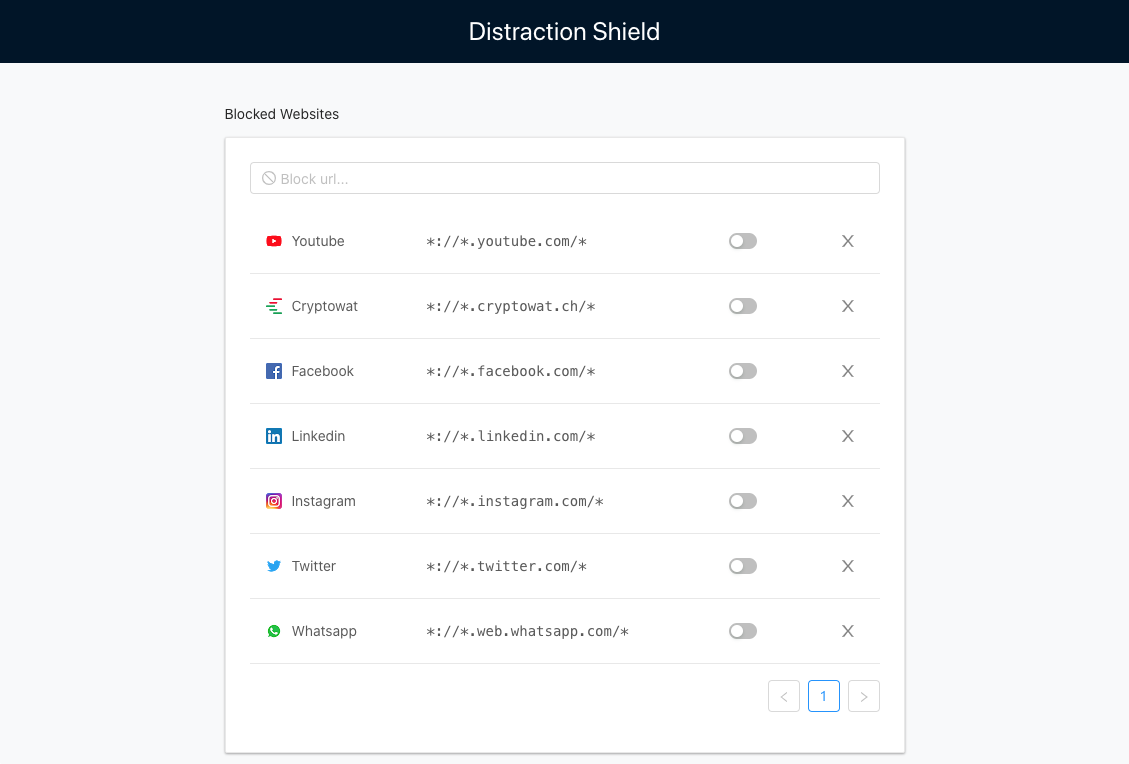 Distraction Shield
Blocked Websites
Block url...
Youtube *://*.youtube.com/* X
Cryptowat *://*.cryptowat.ch/* X
Facebook *://*.facebook.com/* X
Linkedin *://*.linkedin.com/* X
Instagram *://*.instagram.com/* X
Twitter *://*.twitter.com/* X
Whatsapp *://*.web.whatsapp.com/* X
< 1 >